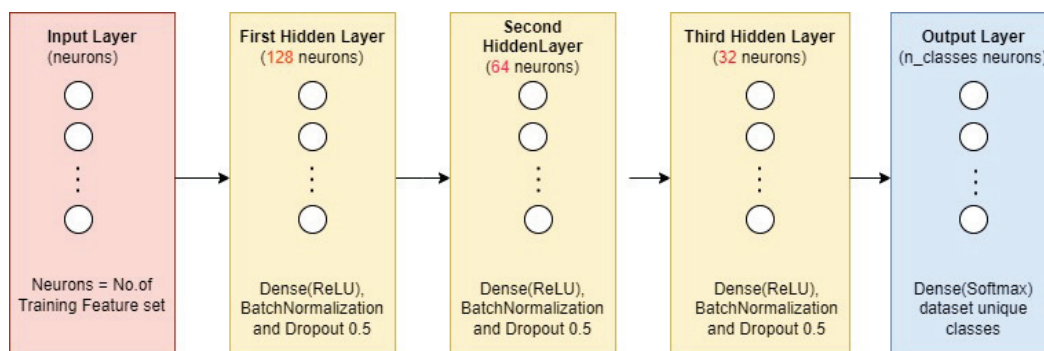 Input Layer
(neurons)
Neurons = No.of
Training Feature set
First Hidden Layer
(128 neurons)
Dense(ReLU),
BatchNormalization
and Dropout 0.5
Second
HiddenLayer
(64 neurons)
Dense(ReLU),
BatchNormalization
and Dropout 0.5
Third Hidden Layer
(32 neurons)
Dense(ReLU),
BatchNormalization
and Dropout 0.5
Output Layer
(n_classes neurons)
Dense(Softmax)
dataset unique
classes